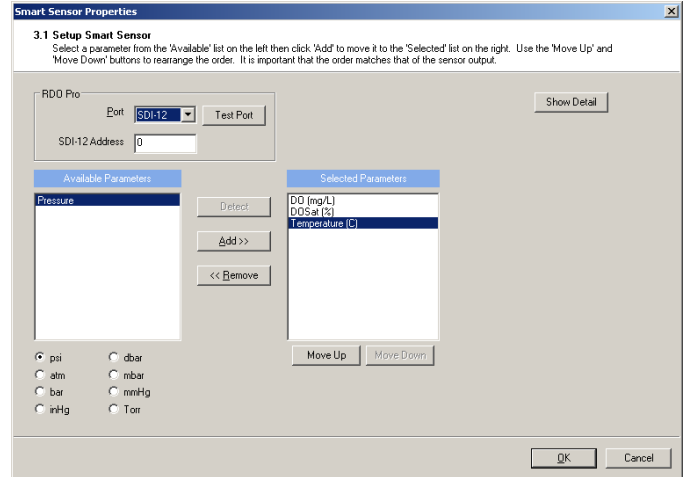 Smart Sensor Properties
3.1 Setup Smart Sensor
Select a parameter from the 'Available' list on the left then click 'Add' to move it to the 'Selected' list on the right. Use the 'Move Up' and
'Move Down' buttons to rearrange the order. It is important that the order matches that of the sensor output.
RDO Pro
Port SDI-12 Test Port
Show Detail
SDI-12 Address 0
Available Parameters
Selected Parameters
Pressure
Detect
Add >>
<< Remove
DO (mg/L)
DOSat (%)
Temperature (C)
Move Up
Move Down
psi
dbar
atm
mbar
bar
mmHg
inHg
Torr
OK
Cancel